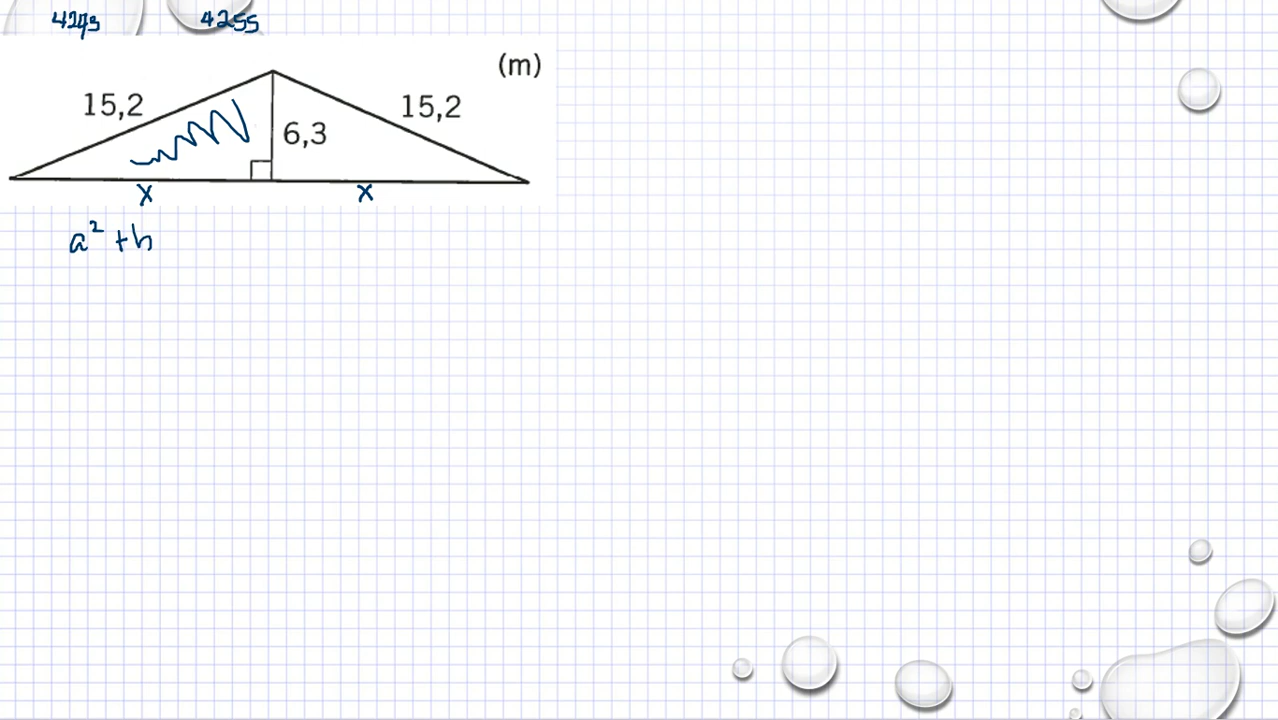 4255
(m)
15,2 15,2
6,3
x x
a² + b